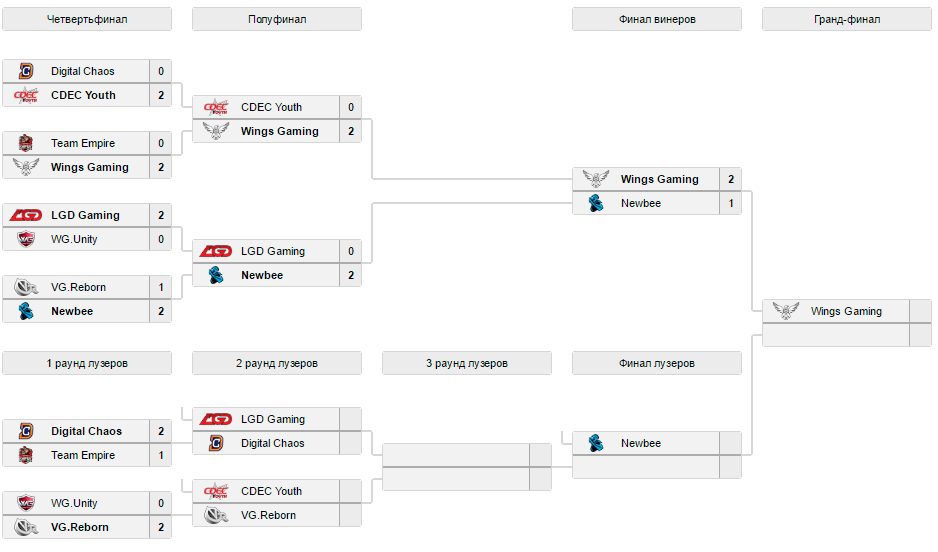 Четвертьфинал Полуфинал Финал винеров Гранд-финал
Digital Chaos 0
CDEC Youth 2
Team Empire 0
Wings Gaming 2
LGD Gaming 2
WG.Unity 0
VG.Reborn 1
Newbee 2
CDEC Youth 0
Wings Gaming 2
LGD Gaming 0
Newbee 2
Wings Gaming 2
Newbee 1
Wings Gaming
1 раунд лузеров 2 раунд лузеров 3 раунд лузеров Финал лузеров
Digital Chaos 2
Team Empire 1
WG.Unity 0
VG.Reborn 2
LGD Gaming
Digital Chaos
CDEC Youth
VG.Reborn
Newbee